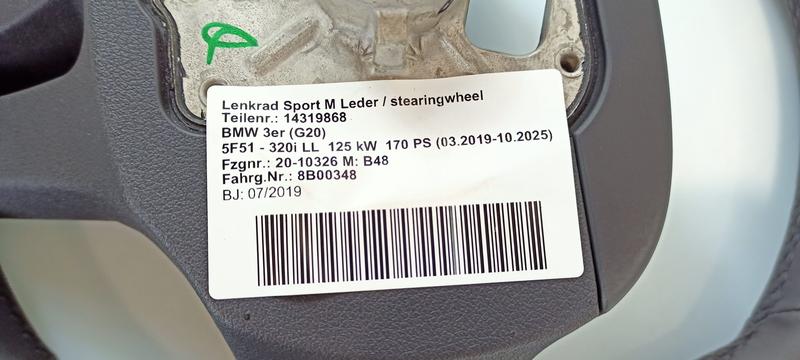 Lenkrad Sport M Leder / stearingwheel
Teilenr.: 14319868
BMW 3er (G20)
5F51 - 320i LL 125 kW 170 PS (03.2019-10.2025)
Fzgnr.: 20-10326 M: B48
Fahrg.Nr.: 8B00348
BJ: 07/2019